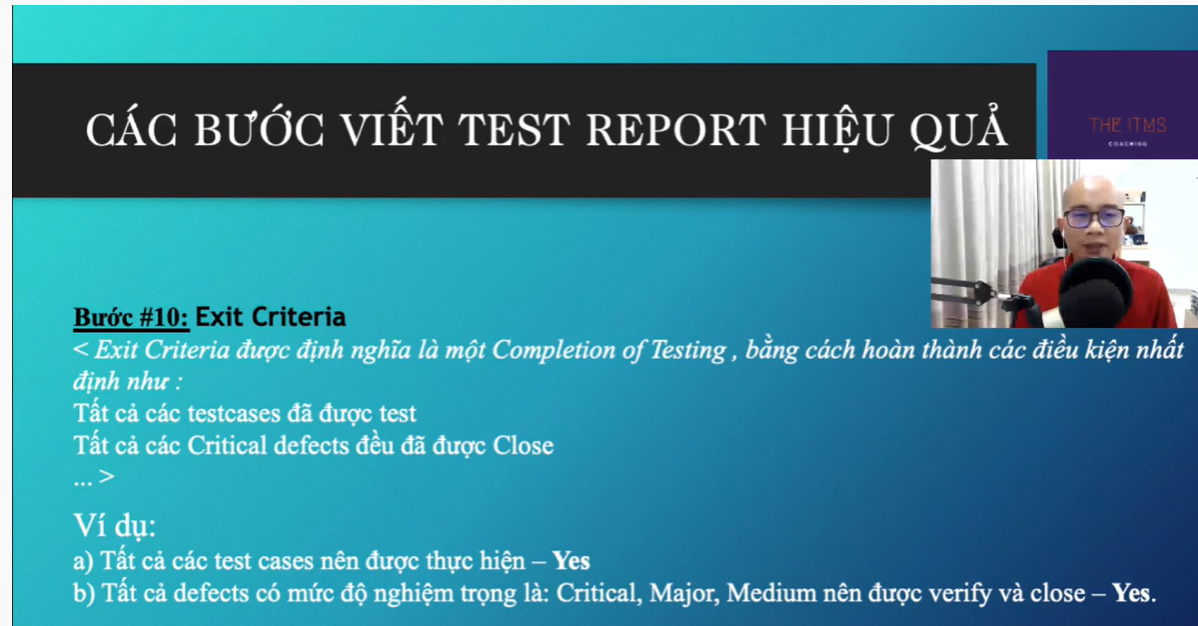 CÁC BƯỚC VIẾT TEST REPORT HIỆU QUẢ
THE ITMS
COACHING
Bước #10: Exit Criteria
< Exit Criteria được định nghĩa là một Completion of Testing , bằng cách hoàn thành các điều kiện nhất
định như :
Tất cả các testcases đã được test
Tất cả các Critical defects đều đã được Close
... >
Ví dụ:
a) Tất cả các test cases nên được thực hiện – Yes
b) Tất cả defects có mức độ nghiệm trọng là: Critical, Major, Medium nên được verify và close – Yes.